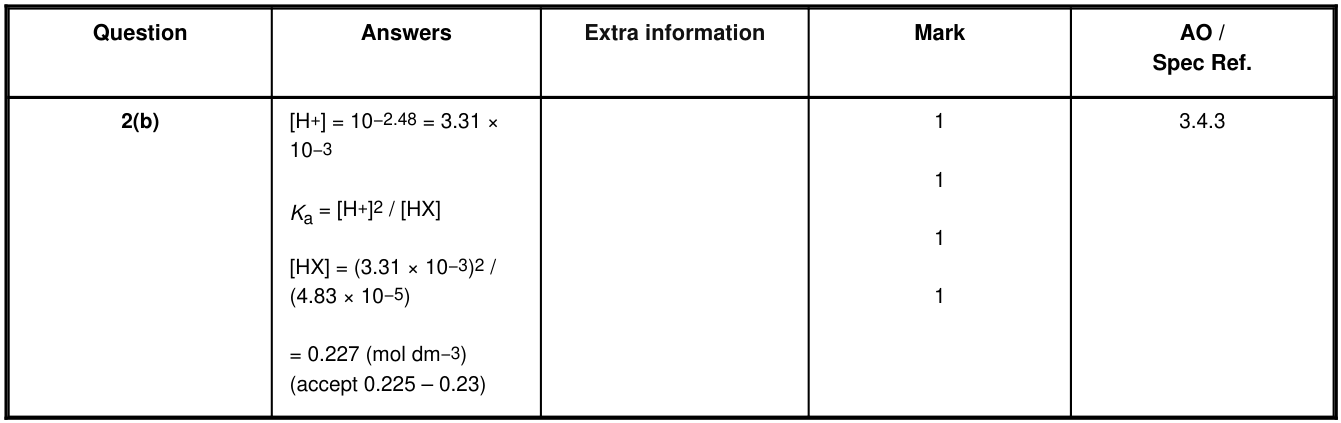 Question Answers Extra information Mark AO /
Spec Ref.
2(b) [H+] = 10−2.48 = 3.31 × 1 3.4.3
10−3
1
Ka = [H+]2 / [HX]
1
[HX] = (3.31 × 10−3)2 /
(4.83 × 10−5) 1
= 0.227 (mol dm−3)
(accept 0.225 – 0.23)